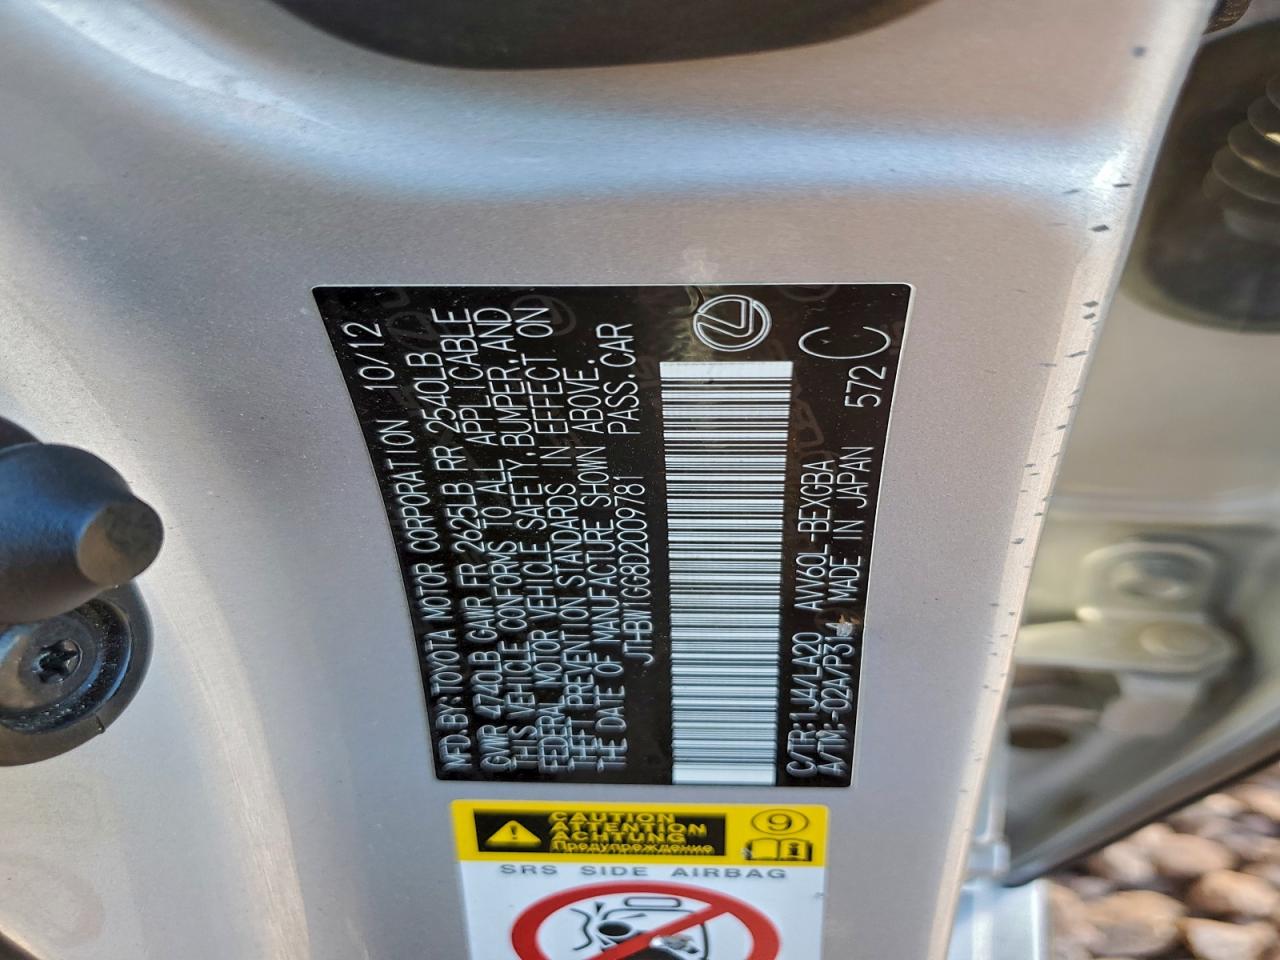 MFD.BY:TOYOTA MOTOR CORPORATION 10/12
GVWR 4740LB GAWR FR 2625LB RR 2540LB
THIS VEHICLE CONFORMS TO ALL APPLICABLE
FEDERAL MOTOR VEHICLE SAFETY,BUMPER,AND
THEFT PREVENTION STANDARDS IN EFFECT ON
THE DATE OF MANUFACTURE SHOWN ABOVE.
JTHBW1GG8D2009781 PASS.CAR
C/TR:1J4/LA20 AVV60L-BEXGBA
A/TM:-02A/P314 MADE IN JAPAN 572 C
CAUTION
ATTENTION
ACHTUNG
Предупреждение
9
SRS SIDE AIRBAG